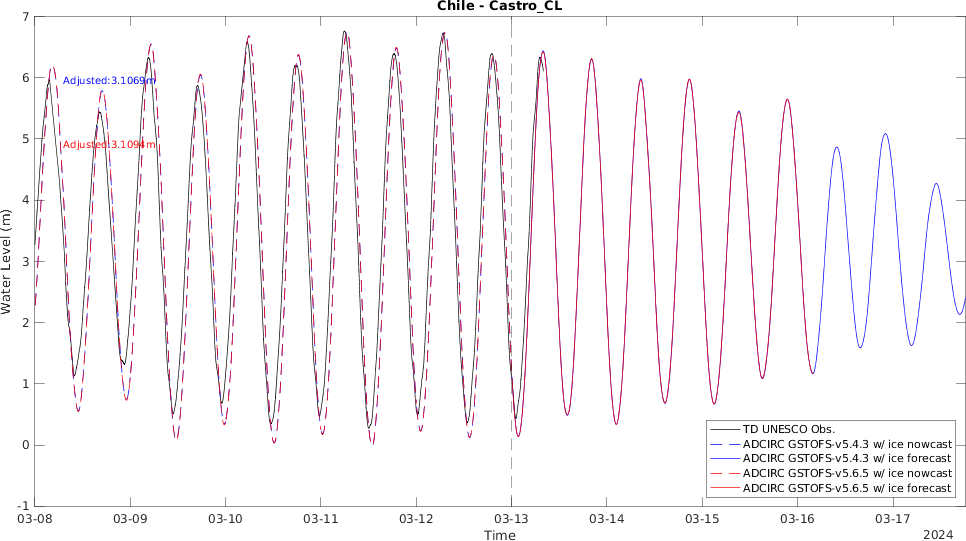 Chile - Castro_CL
7
6
5
4
3
2
1
0
-1
Water Level (m)
Adjusted:3.1069m
Adjusted:3.1094m
TD UNESCO Obs.
ADCIRC GSTOFS-v5.4.3 w/ ice nowcast
ADCIRC GSTOFS-v5.4.3 w/ ice forecast
ADCIRC GSTOFS-v5.6.5 w/ ice nowcast
ADCIRC GSTOFS-v5.6.5 w/ ice forecast
03-08 03-09 03-10 03-11 03-12 03-13 03-14 03-15 03-16 03-17
Time
2024